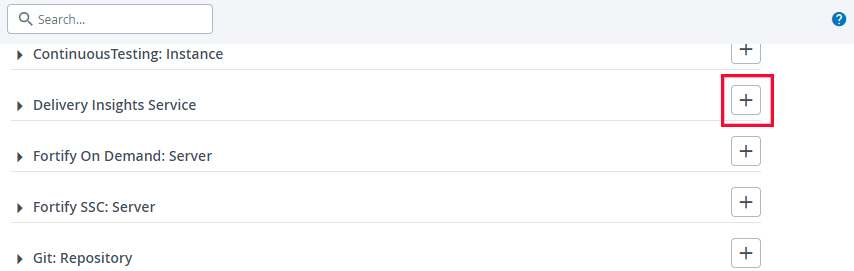 Search...
?
ContinuousTesting: Instance
Delivery Insights Service
Fortify On Demand: Server
Fortify SSC: Server
Git: Repository